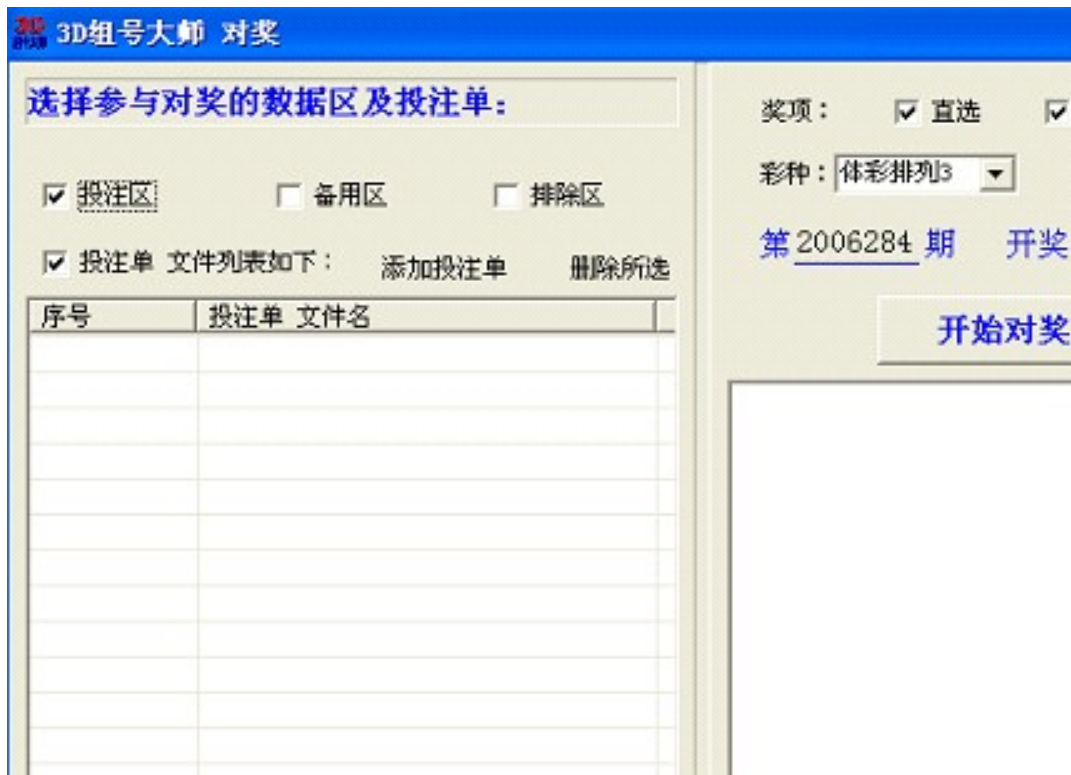 3D组号大师 对奖
选择参与对奖的数据区及投注单:
投注区 备用区 排除区
投注单 文件列表如下: 添加投注单 删除所选
序号 投注单 文件名
奖项: 直选
彩种: 体彩排列3
第 2006284 期 开奖
开始对奖